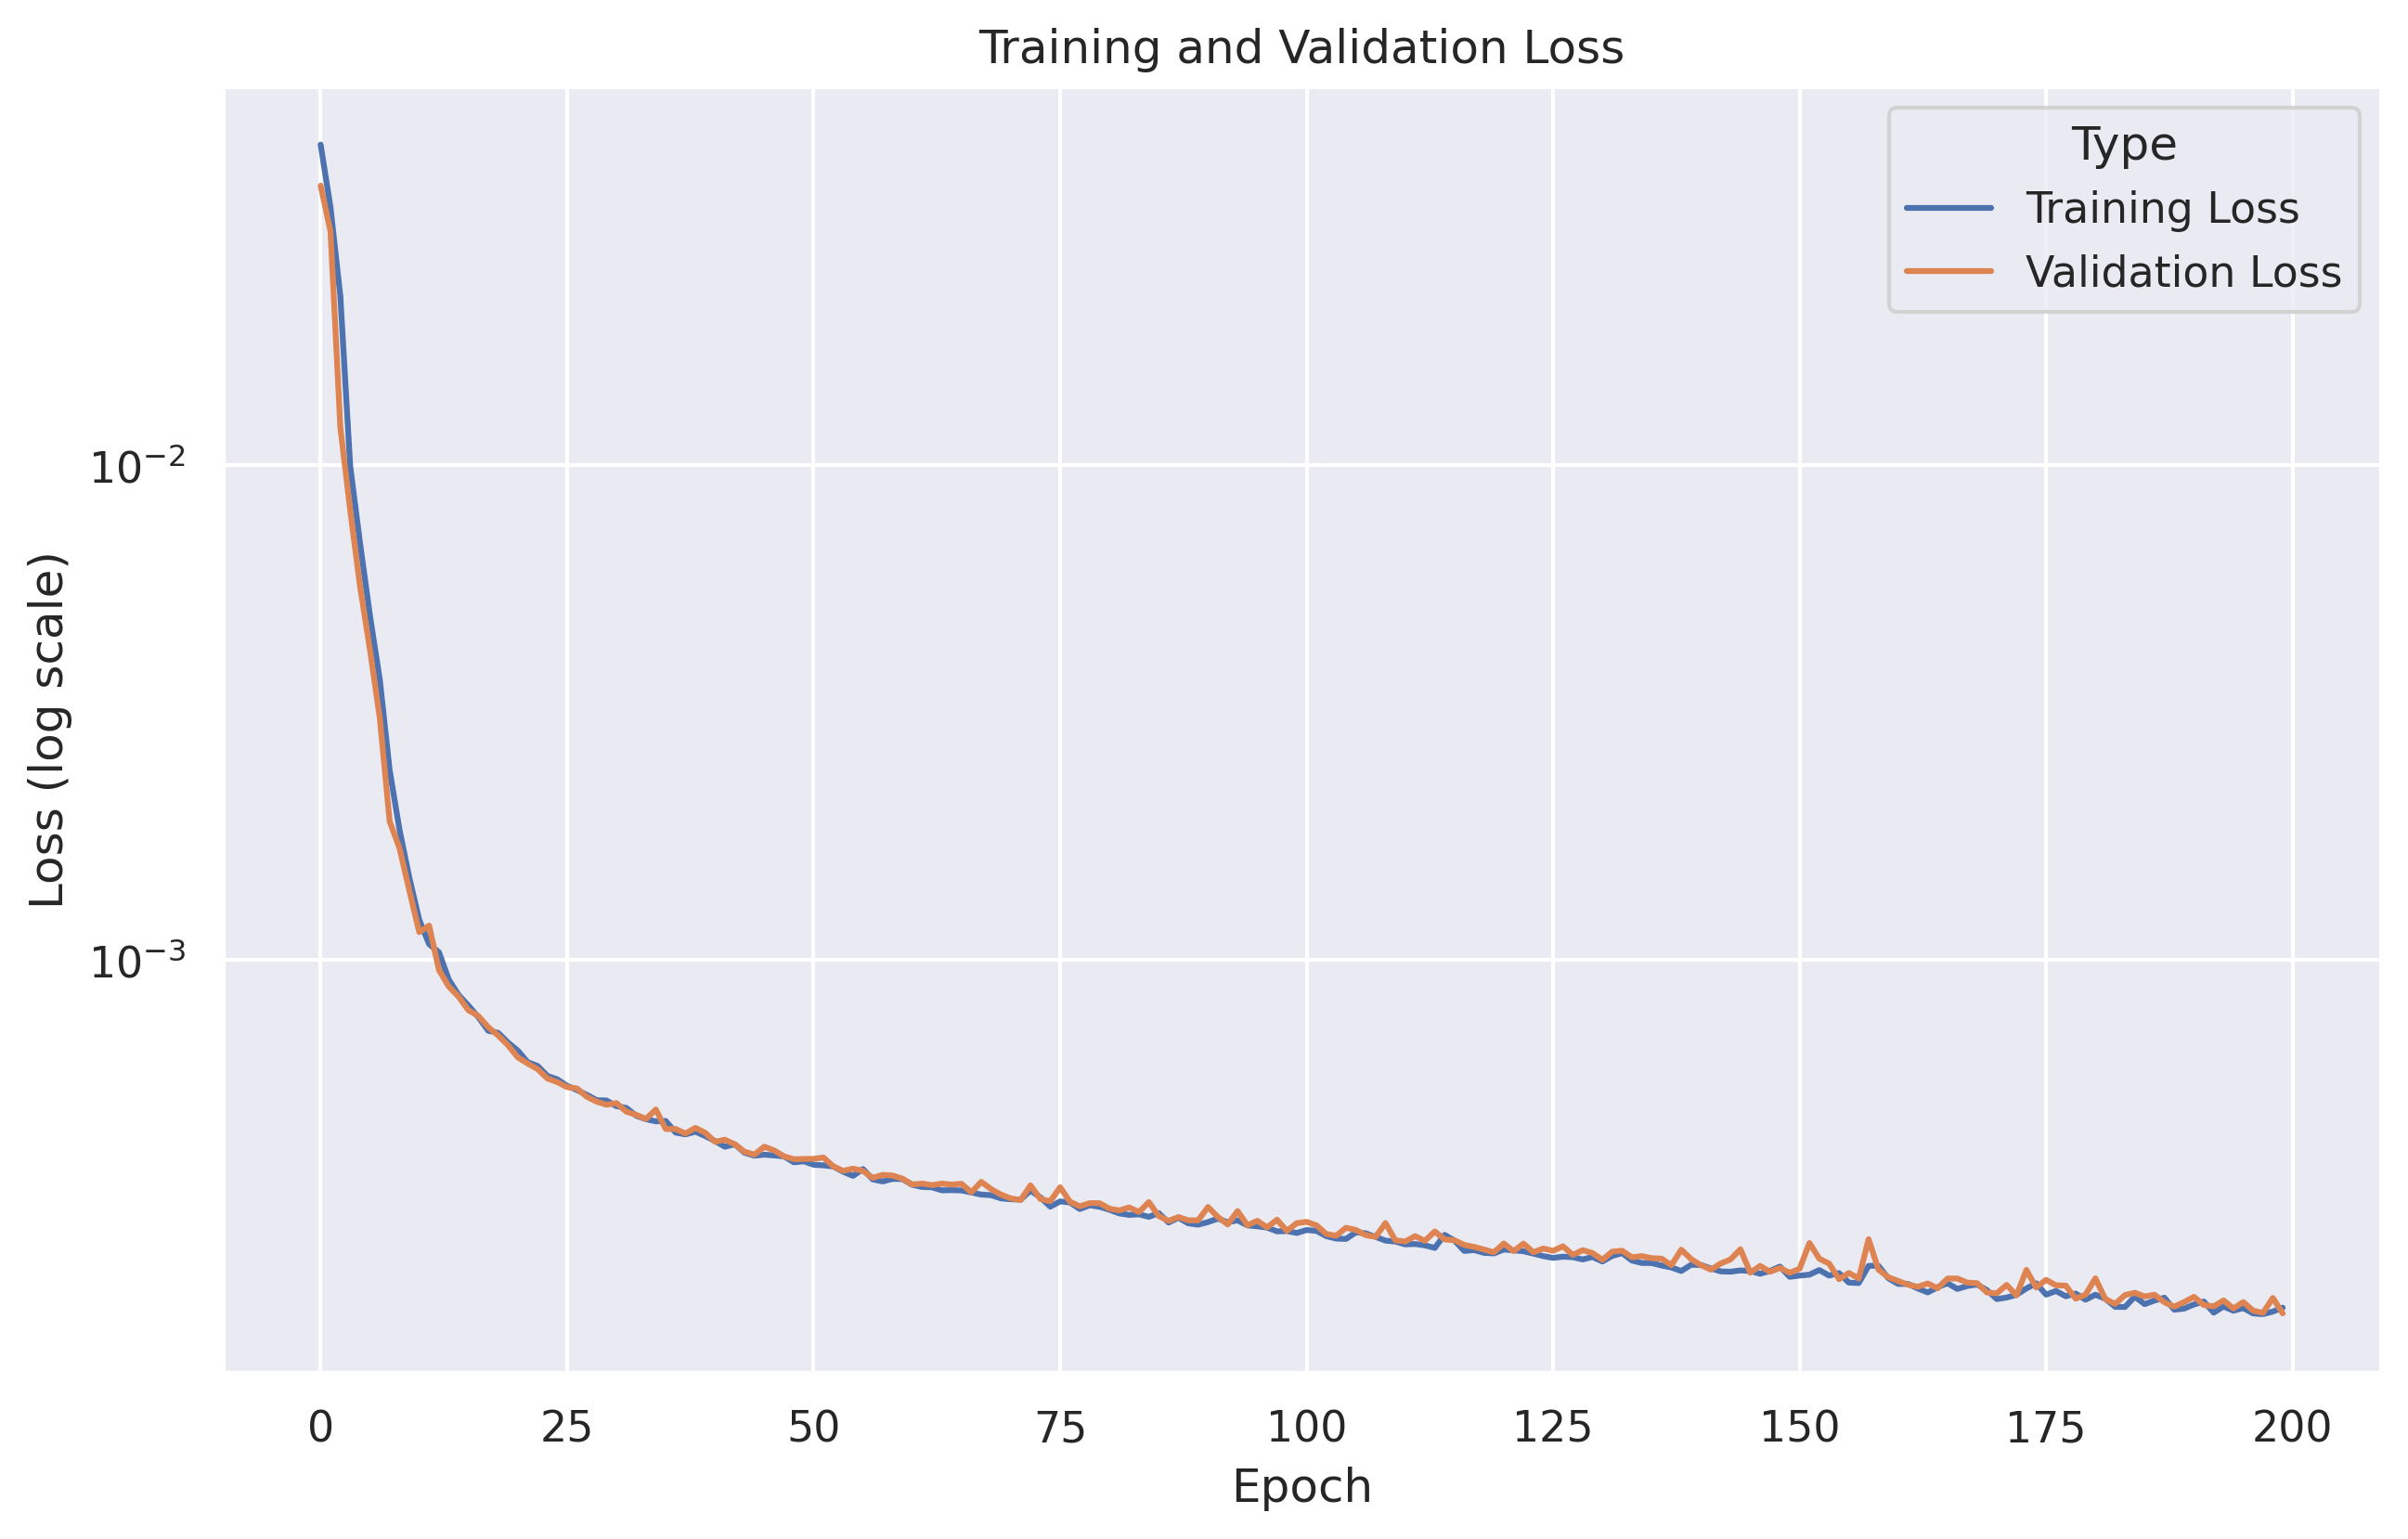 Training and Validation Loss
Type
Training Loss
Validation Loss
Loss (log scale)
10⁻²
10⁻³
0 25 50 75 100 125 150 175 200
Epoch